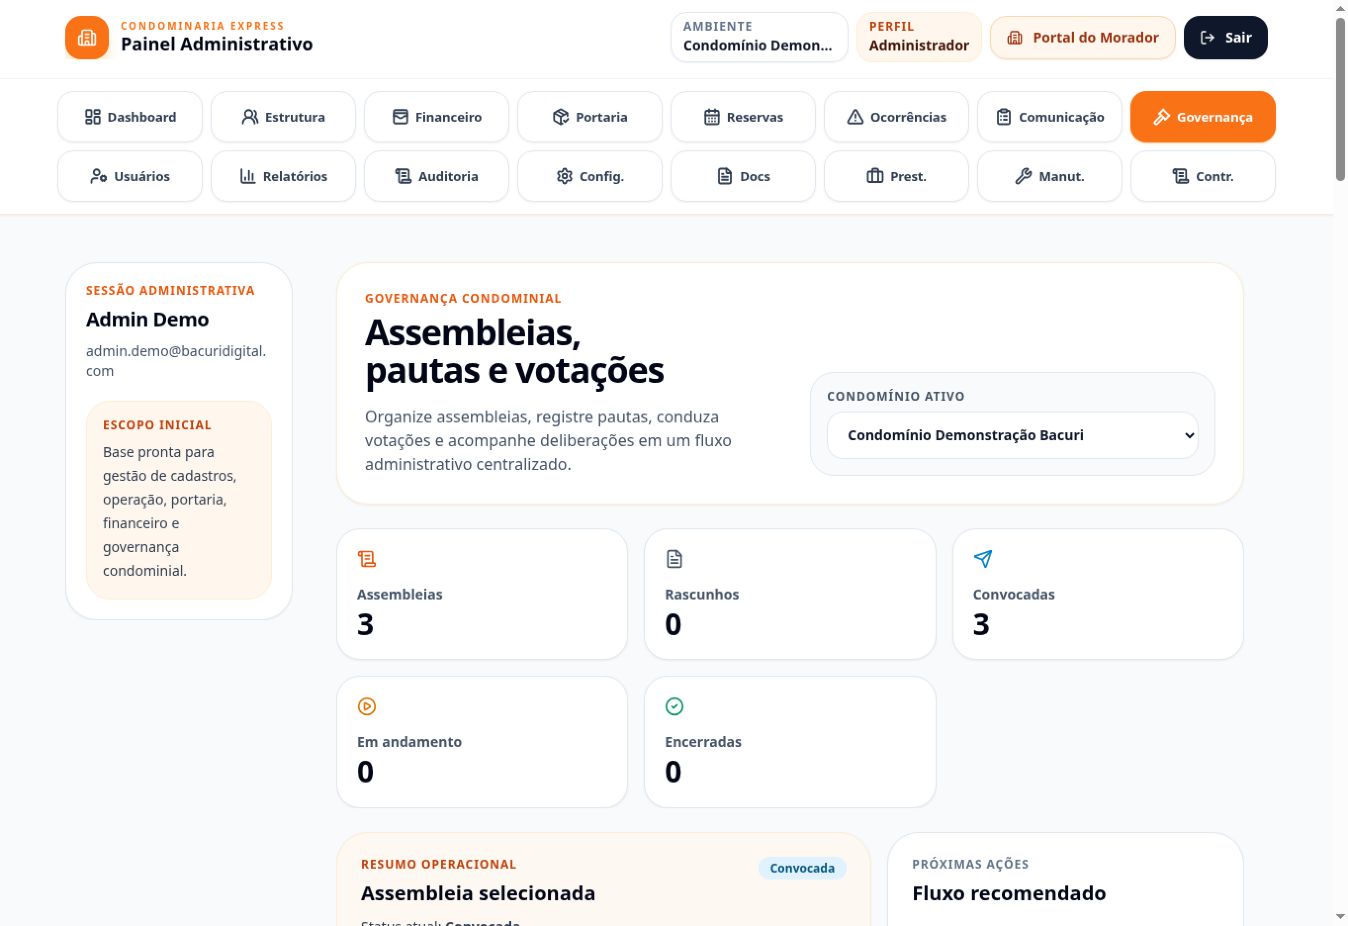 CONDOMINARIA EXPRESS
Painel Administrativo
AMBIENTE
Condomínio Demon...
PERFIL
Administrador
Portal do Morador
Sair
Dashboard
Estrutura
Financeiro
Portaria
Reservas
Ocorrências
Comunicação
Governança
Usuários
Relatórios
Auditoria
Config.
Docs
Prest.
Manut.
Contr.
SESSÃO ADMINISTRATIVA
Admin Demo
admin.demo@bacuridigital.
com
ESCOPO INICIAL
Base pronta para
gestão de cadastros,
operação, portaria,
financeiro e
governança
condominial.
GOVERNANÇA CONDOMINIAL
Assembleias,
pautas e votações
Organize assembleias, registre pautas, conduza
votações e acompanhe deliberações em um fluxo
administrativo centralizado.
CONDOMÍNIO ATIVO
Condomínio Demonstração Bacuri
Assembleias
3
Rascunhos
0
Convocadas
3
Em andamento
0
Encerradas
0
RESUMO OPERACIONAL
Convocada
Assembleia selecionada
Status atual: Convocada
PRÓXIMAS AÇÕES
Fluxo recomendado